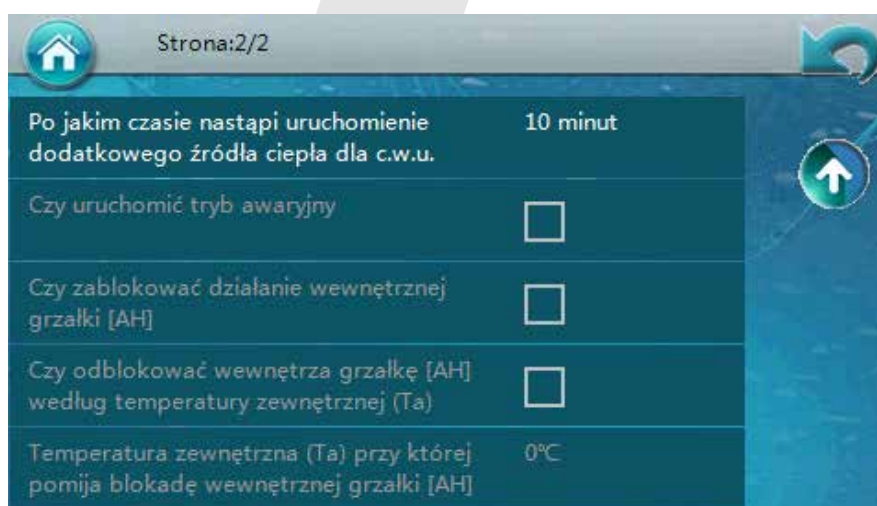 Strona:2/2
Po jakim czasie nastąpi uruchomienie
dodatkowego źródła ciepła dla c.w.u.
10 minut
Czy uruchomić tryb awaryjny
Czy zablokować działanie wewnętrznej
grzałki [AH]
Czy odblokować wewnętrza grzałkę [AH]
według temperatury zewnętrznej (Ta)
Temperatura zewnętrzna (Ta) przy której
pomija blokadę wewnętrznej grzałki [AH]
0℃